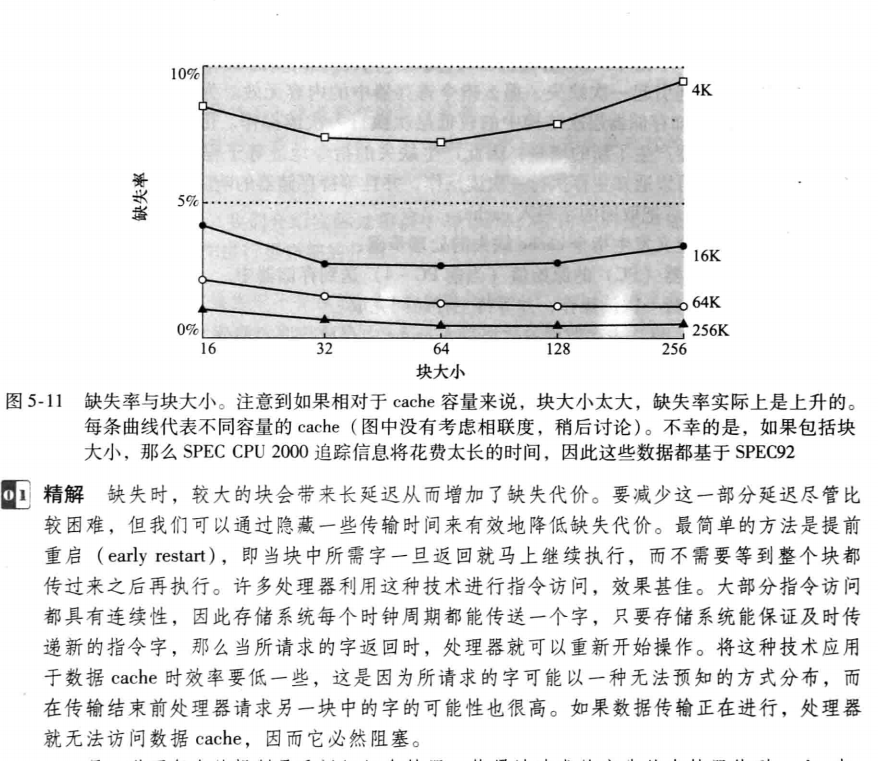 10%
4K
缺失率
5%
16K
64K
256K
0%
16 32 64 128 256
块大小
图 5-11 缺失率与块大小。注意到如果相对于 cache 容量来说，块大小太大，缺失率实际上是上升的。
每条曲线代表不同容量的 cache（图中没有考虑相联度，稍后讨论）。不幸的是，如果包括块
大小，那么 SPEC CPU 2000 追踪信息将花费太长的时间，因此这些数据都基于 SPEC92
01 精解 缺失时，较大的块会带来长延迟从而增加了缺失代价。要减少这一部分延迟尽管比
较困难，但我们可以通过隐藏一些传输时间来有效地降低缺失代价。最简单的方法是提前
重启（early restart），即当块中所需字一旦返回就马上继续执行，而不需要等到整个块都
传过来之后再执行。许多处理器利用这种技术进行指令访问，效果甚佳。大部分指令访问
都具有连续性，因此存储系统每个时钟周期都能传送一个字，只要存储系统能保证及时传
递新的指令字，那么当所请求的字返回时，处理器就可以重新开始操作。将这种技术应用
于数据 cache 时效率要低一些，这是因为所请求的字可能以一种无法预知的方式分布，而
在传输结束前处理器请求另一块中的字的可能性也很高。如果数据传输正在进行，处理器
就无法访问数据 cache，因而它必然阻塞。